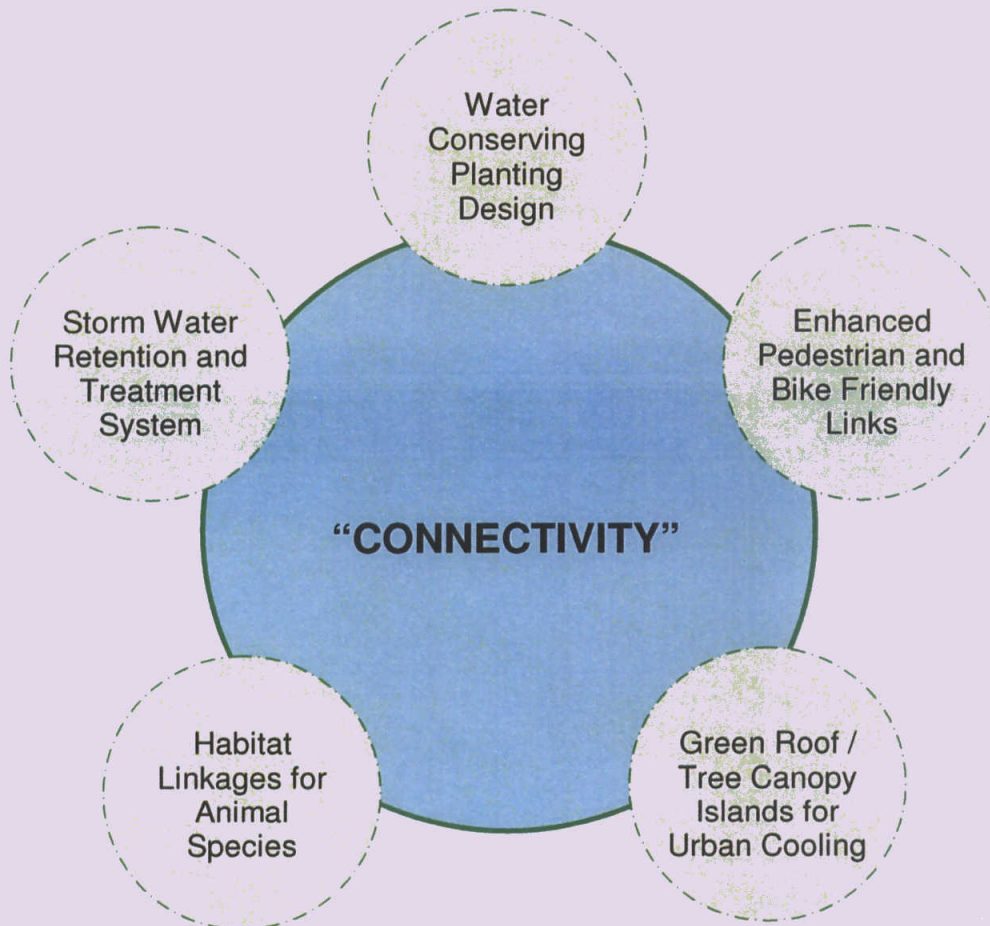 Water
Conserving
Planting
Design
Storm Water
Retention and
Treatment
System
Enhanced
Pedestrian and
Bike Friendly
Links
“CONNECTIVITY”
Habitat
Linkages for
Animal
Species
Green Roof /
Tree Canopy
Islands for
Urban Cooling